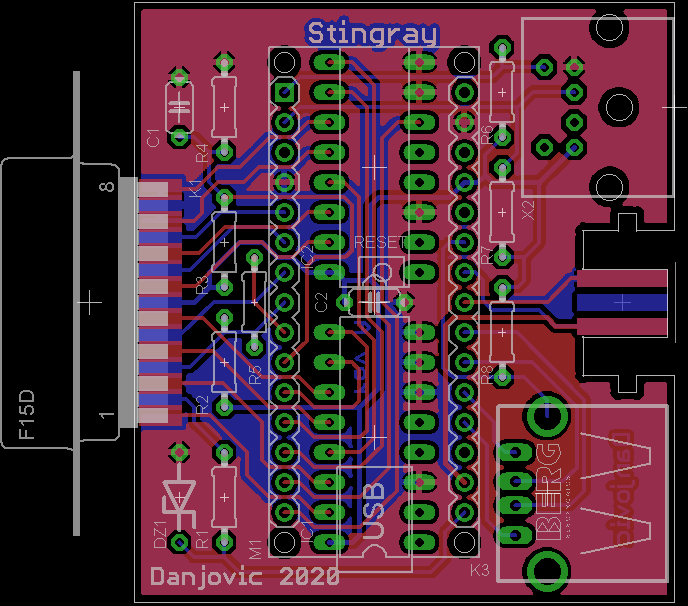 Stingray
C1
R4
R6
8
K1
X2
RESET
IC2
R7
R3
C2
F15D
1
R2
R5
R8
BERG
USB
DZ1
R1
M1
IC1
K3
Danjovic 2020